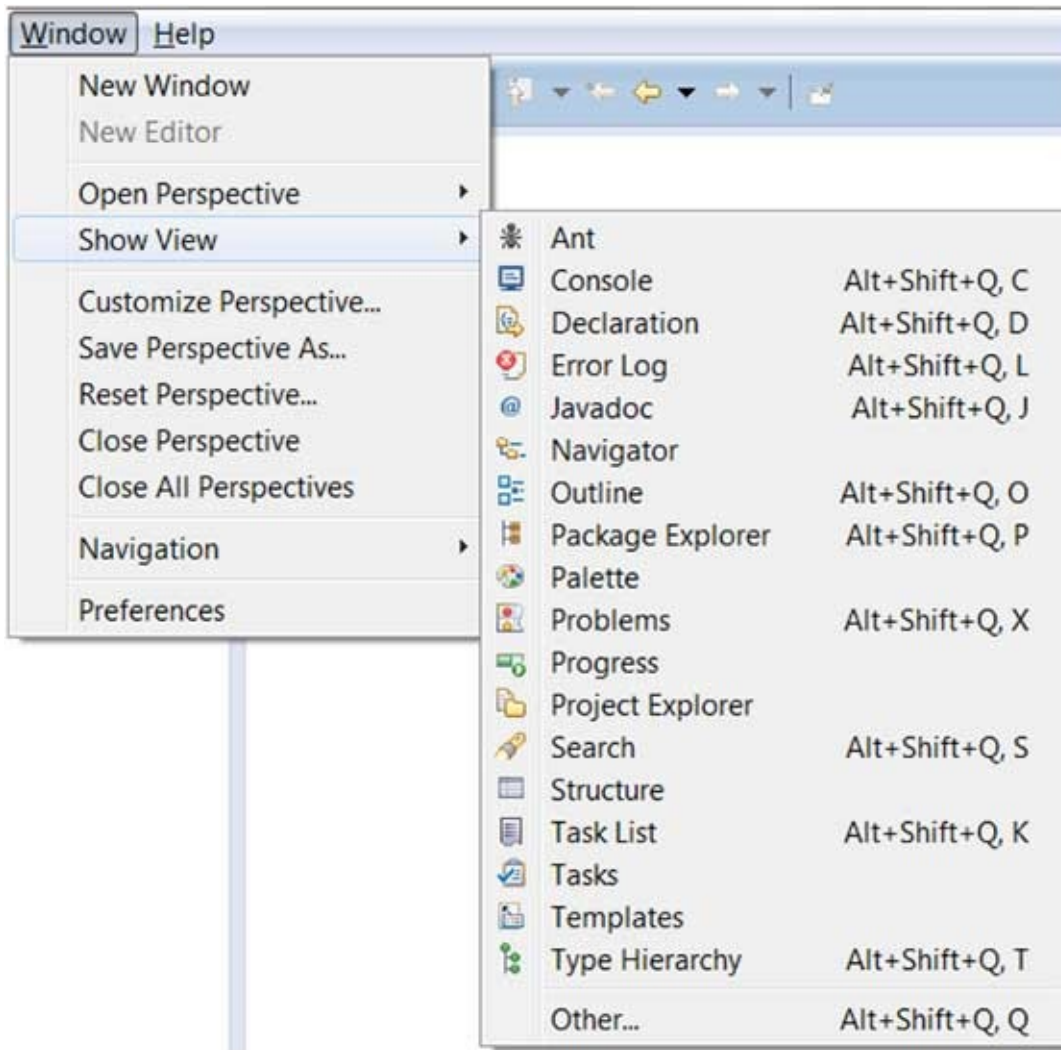 Window Help
New Window
New Editor
Open Perspective
Show View
Customize Perspective...
Save Perspective As...
Reset Perspective...
Close Perspective
Close All Perspectives
Navigation
Preferences
Ant
Console Alt+Shift+Q, C
Declaration Alt+Shift+Q, D
Error Log Alt+Shift+Q, L
Javadoc Alt+Shift+Q, J
Navigator
Outline Alt+Shift+Q, O
Package Explorer Alt+Shift+Q, P
Palette
Problems Alt+Shift+Q, X
Progress
Project Explorer
Search Alt+Shift+Q, S
Structure
Task List Alt+Shift+Q, K
Tasks
Templates
Type Hierarchy Alt+Shift+Q, T
Other... Alt+Shift+Q, Q